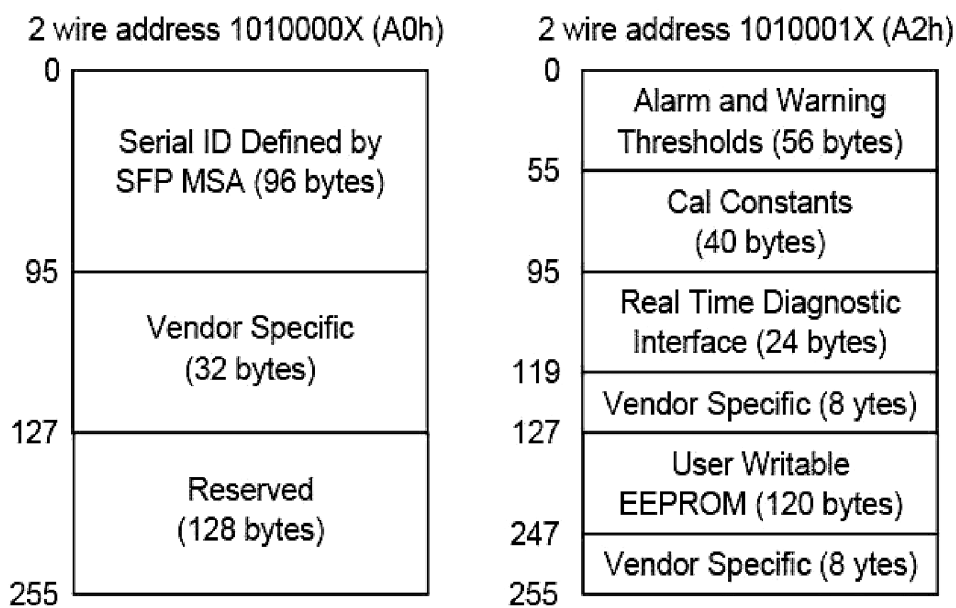 2 wire address 1010000X (A0h)
0
Serial ID Defined by
SFP MSA (96 bytes)
95
Vendor Specific
(32 bytes)
127
Reserved
(128 bytes)
255
2 wire address 1010001X (A2h)
0
Alarm and Warning
Thresholds (56 bytes)
55
Cal Constants
(40 bytes)
95
Real Time Diagnostic
Interface (24 bytes)
119
Vendor Specific (8 ytes)
127
User Writable
EEPROM (120 bytes)
247
Vendor Specific (8 ytes)
255